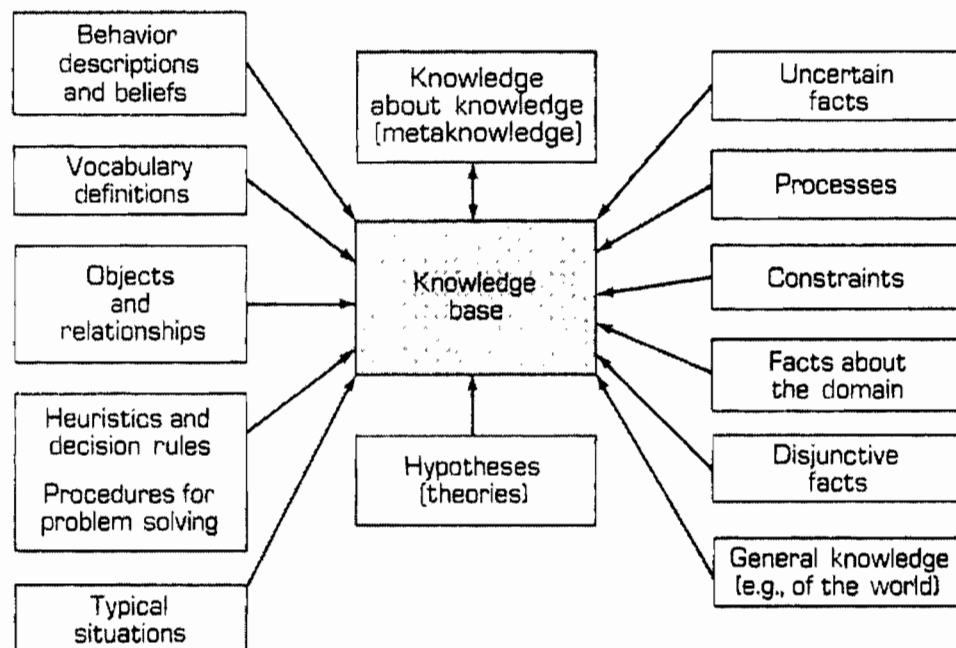 Behavior
descriptions
and beliefs
Vocabulary
definitions
Objects
and
relationships
Heuristics and
decision rules
Procedures for
problem solving
Typical
situations
Knowledge
about knowledge
(metaknowledge)
Knowledge
base
Hypotheses
(theories)
Uncertain
facts
Processes
Constraints
Facts about
the domain
Disjunctive
facts
General knowledge
(e.g., of the world)